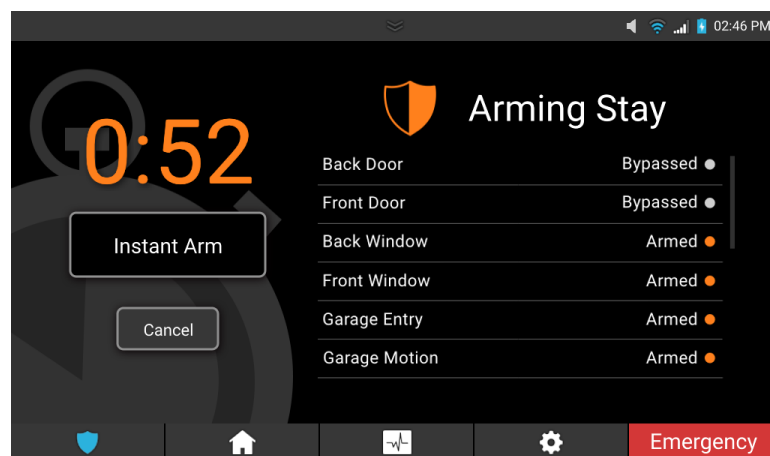 02:46 PM
0:52
Instant Arm
Cancel
Arming Stay
Back Door Bypassed
Front Door Bypassed
Back Window Armed
Front Window Armed
Garage Entry Armed
Garage Motion Armed
Emergency